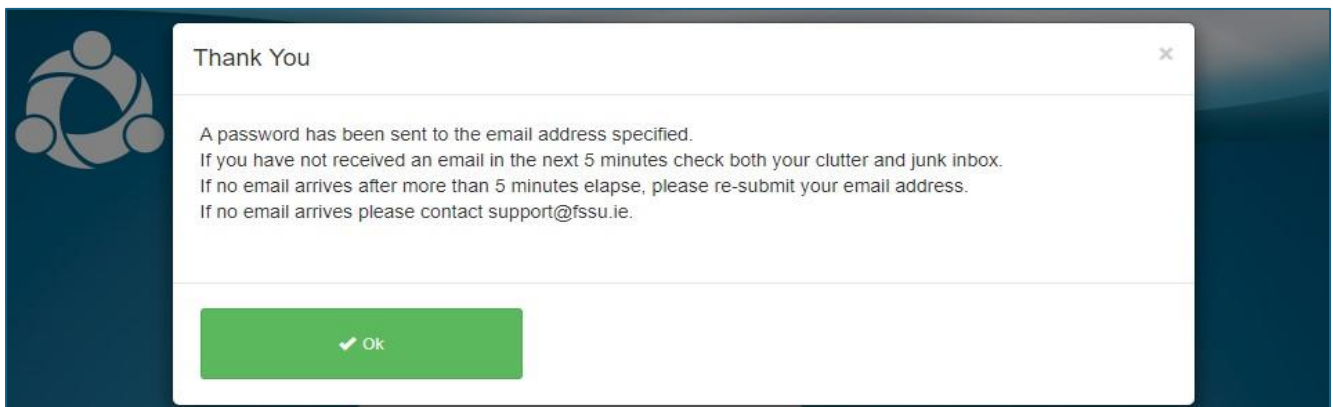 Thank You
×
A password has been sent to the email address specified.
If you have not received an email in the next 5 minutes check both your clutter and junk inbox.
If no email arrives after more than 5 minutes elapse, please re-submit your email address.
If no email arrives please contact support@fssu.ie.
✔ Ok